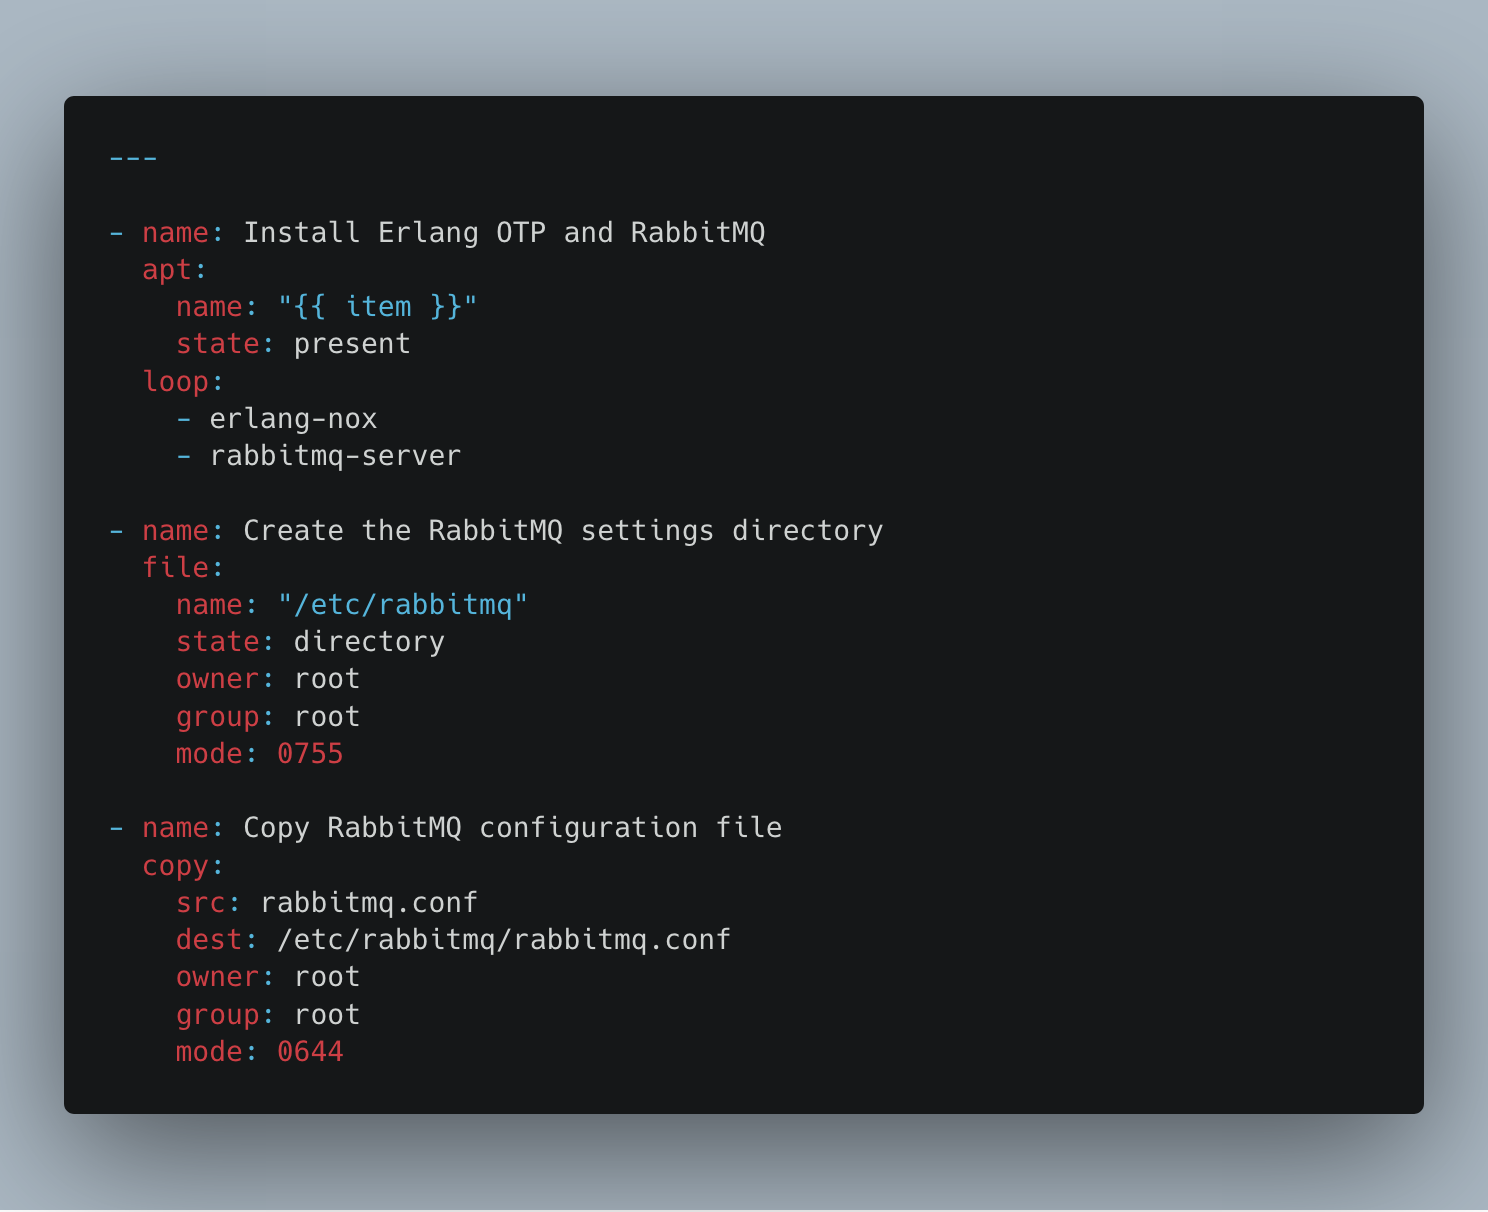 ---
- name: Install Erlang OTP and RabbitMQ
  apt:
    name: "{{ item }}"
    state: present
  loop:
    - erlang-nox
    - rabbitmq-server
- name: Create the RabbitMQ settings directory
  file:
    name: "/etc/rabbitmq"
    state: directory
    owner: root
    group: root
    mode: 0755
- name: Copy RabbitMQ configuration file
  copy:
    src: rabbitmq.conf
    dest: /etc/rabbitmq/rabbitmq.conf
    owner: root
    group: root
    mode: 0644